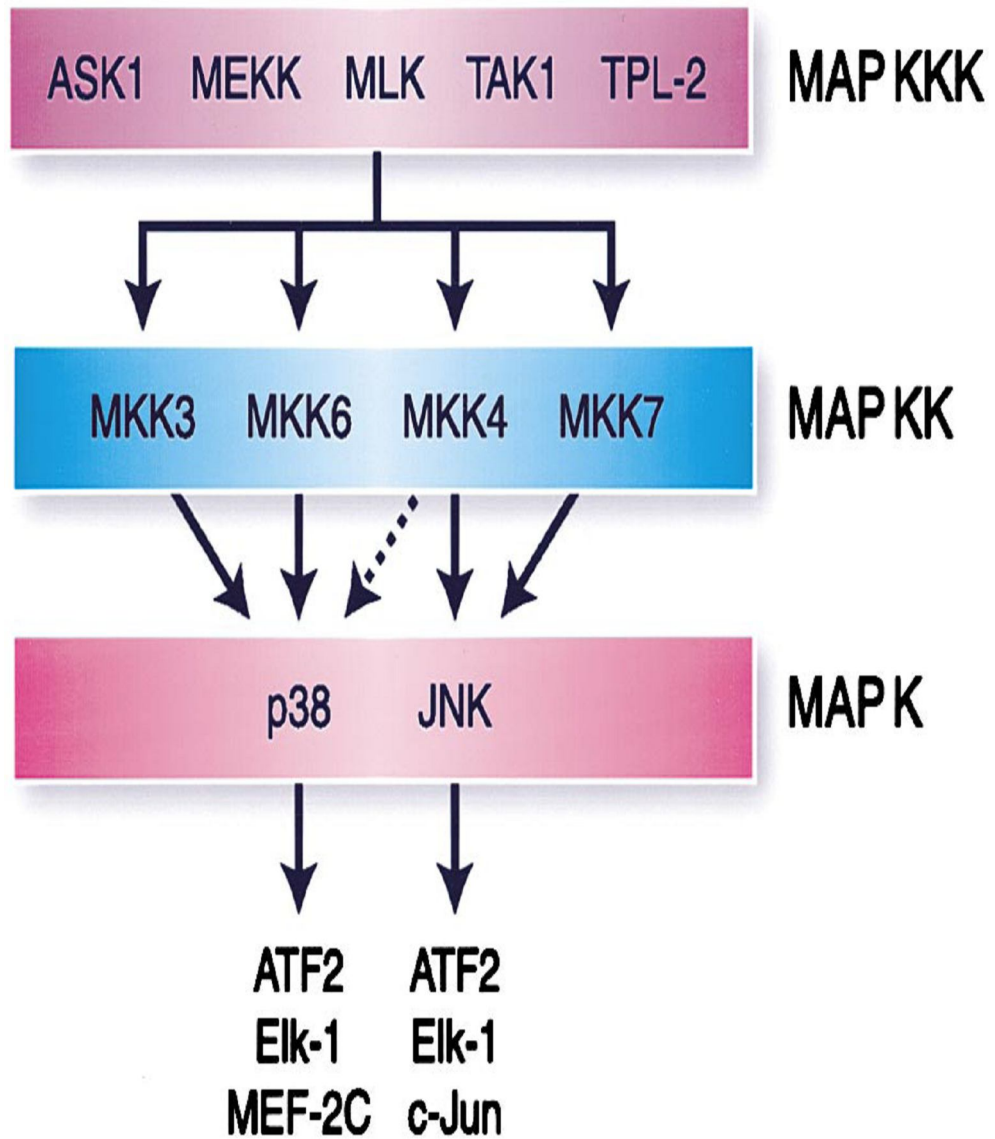 ASK1 MEKK MLK TAK1 TPL-2 MAP KKK
MKK3 MKK6 MKK4 MKK7 MAP KK
p38 JNK MAP K
ATF2 ATF2
Elk-1 Elk-1
MEF-2C c-Jun